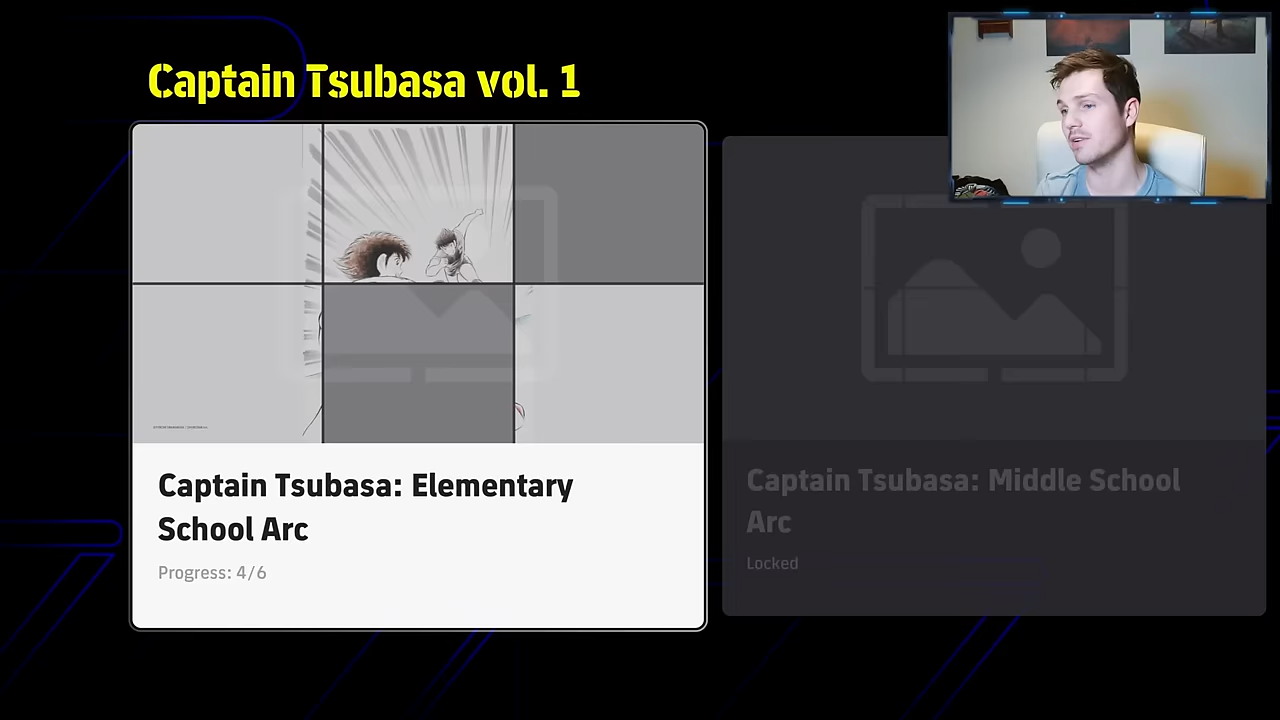 Captain Tsubasa vol. 1
Captain Tsubasa: Elementary
School Arc
Progress: 4/6
Captain Tsubasa: Middle School
Arc
Locked